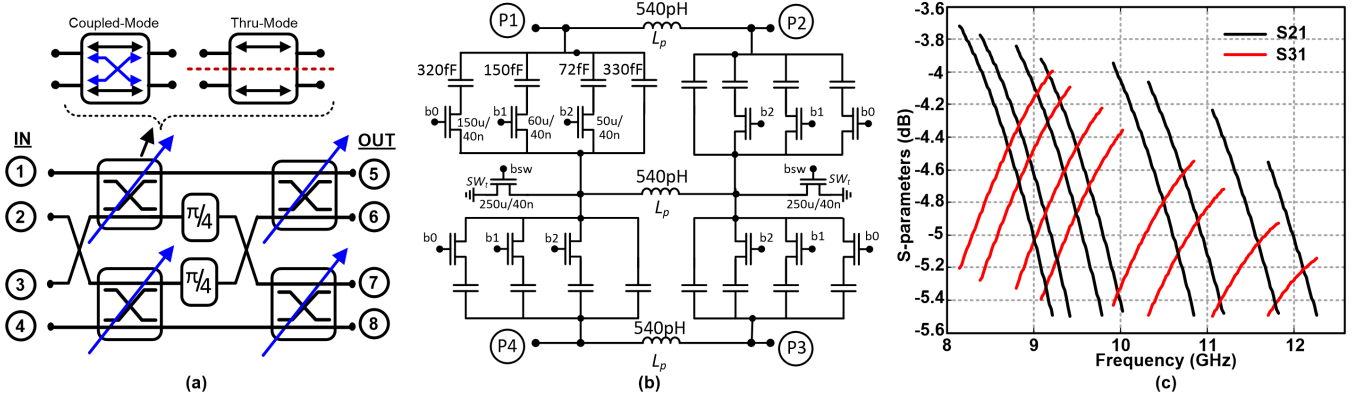 Coupled-Mode
Thru-Mode
IN
OUT
1
2
3
4
π/4
π/4
5
6
7
8
(a)
P1
540pH
Lp
P2
320fF
150fF
72fF
330fF
b0
150u/
40n
b1
60u/
40n
b2
50u/
40n
b2
b1
b0
bsw
SWt
250u/40n
540pH
Lp
bsw
SWt
250u/40n
b0
b1
b2
b2
b1
b0
P4
540pH
Lp
P3
(b)
S-parameters (dB)
-3.6
-3.8
-4
-4.2
-4.4
-4.6
-4.8
-5
-5.2
-5.4
-5.6
S21
S31
8
9
10
11
12
Frequency (GHz)
(c)